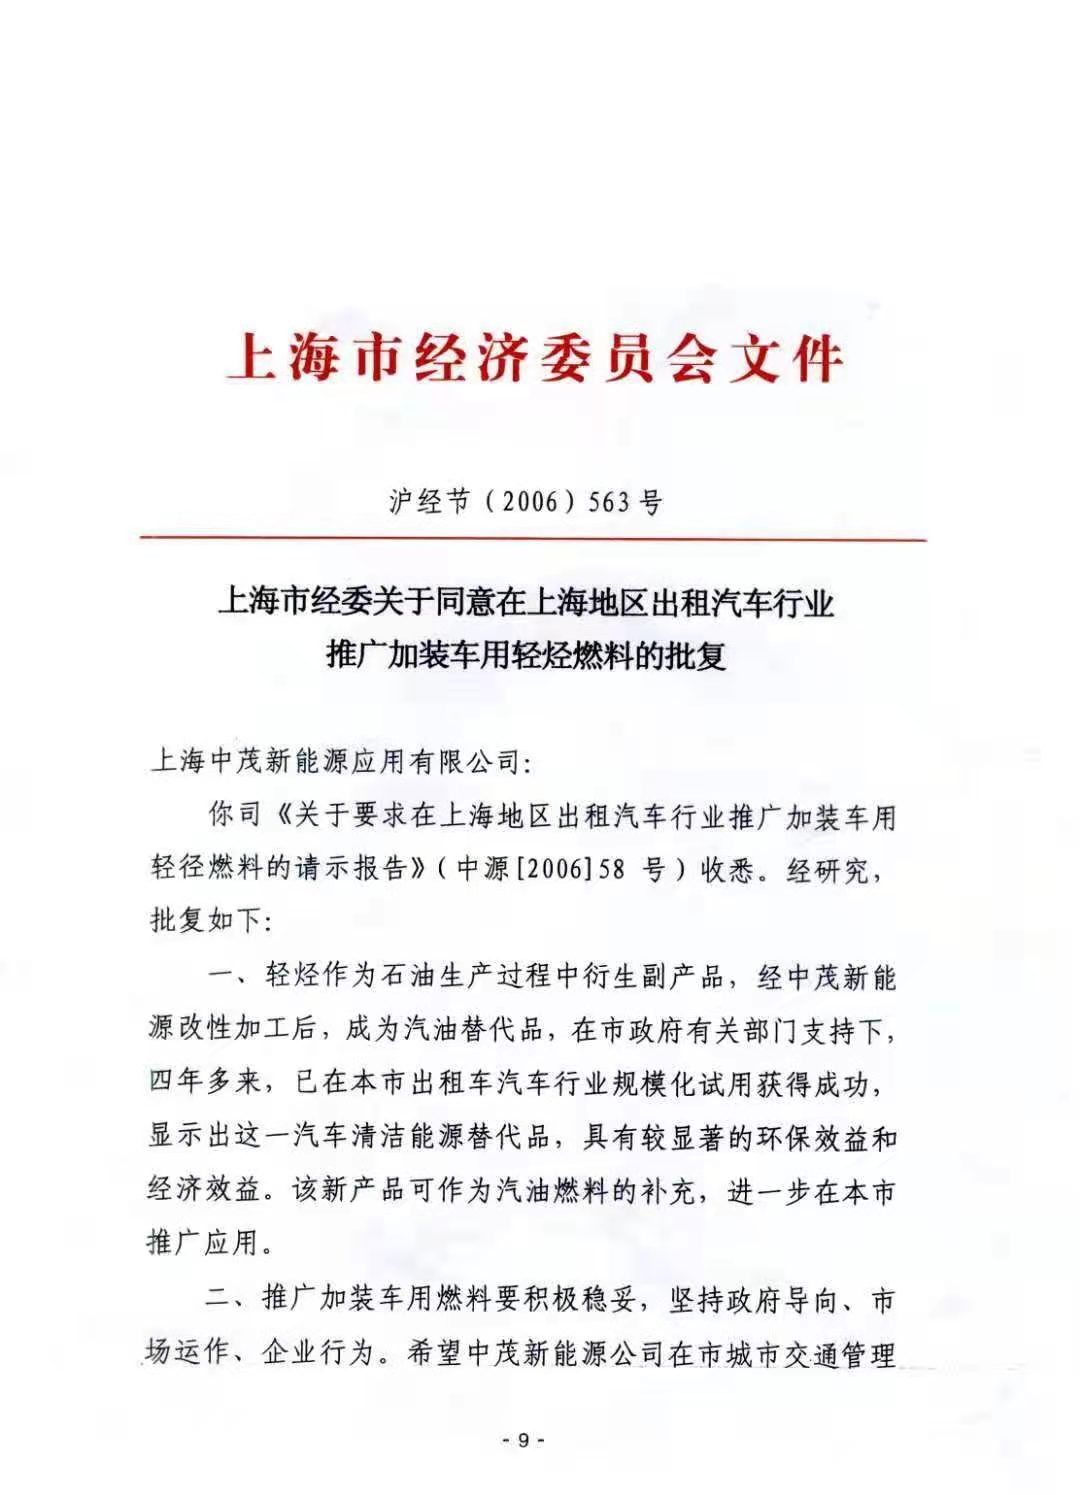 上海市经济委员会文件
沪经节（2006）563号
上海市经委关于同意在上海地区出租汽车行业
推广加装车用轻烃燃料的批复
上海中茂新能源应用有限公司：
你司《关于要求在上海地区出租汽车行业推广加装车用
轻径燃料的请示报告》（中源[2006]58 号）收悉。经研究，
批复如下：
一、轻烃作为石油生产过程中衍生副产品，经中茂新能
源改性加工后，成为汽油替代品，在市政府有关部门支持下，
四年多来，已在本市出租车汽车行业规模化试用获得成功，
显示出这一汽车清洁能源替代品，具有较显著的环保效益和
经济效益。该新产品可作为汽油燃料的补充，进一步在本市
推广应用。
二、推广加装车用燃料要积极稳妥，坚持政府导向、市
场运作、企业行为。希望中茂新能源公司在市城市交通管理
- 9 -